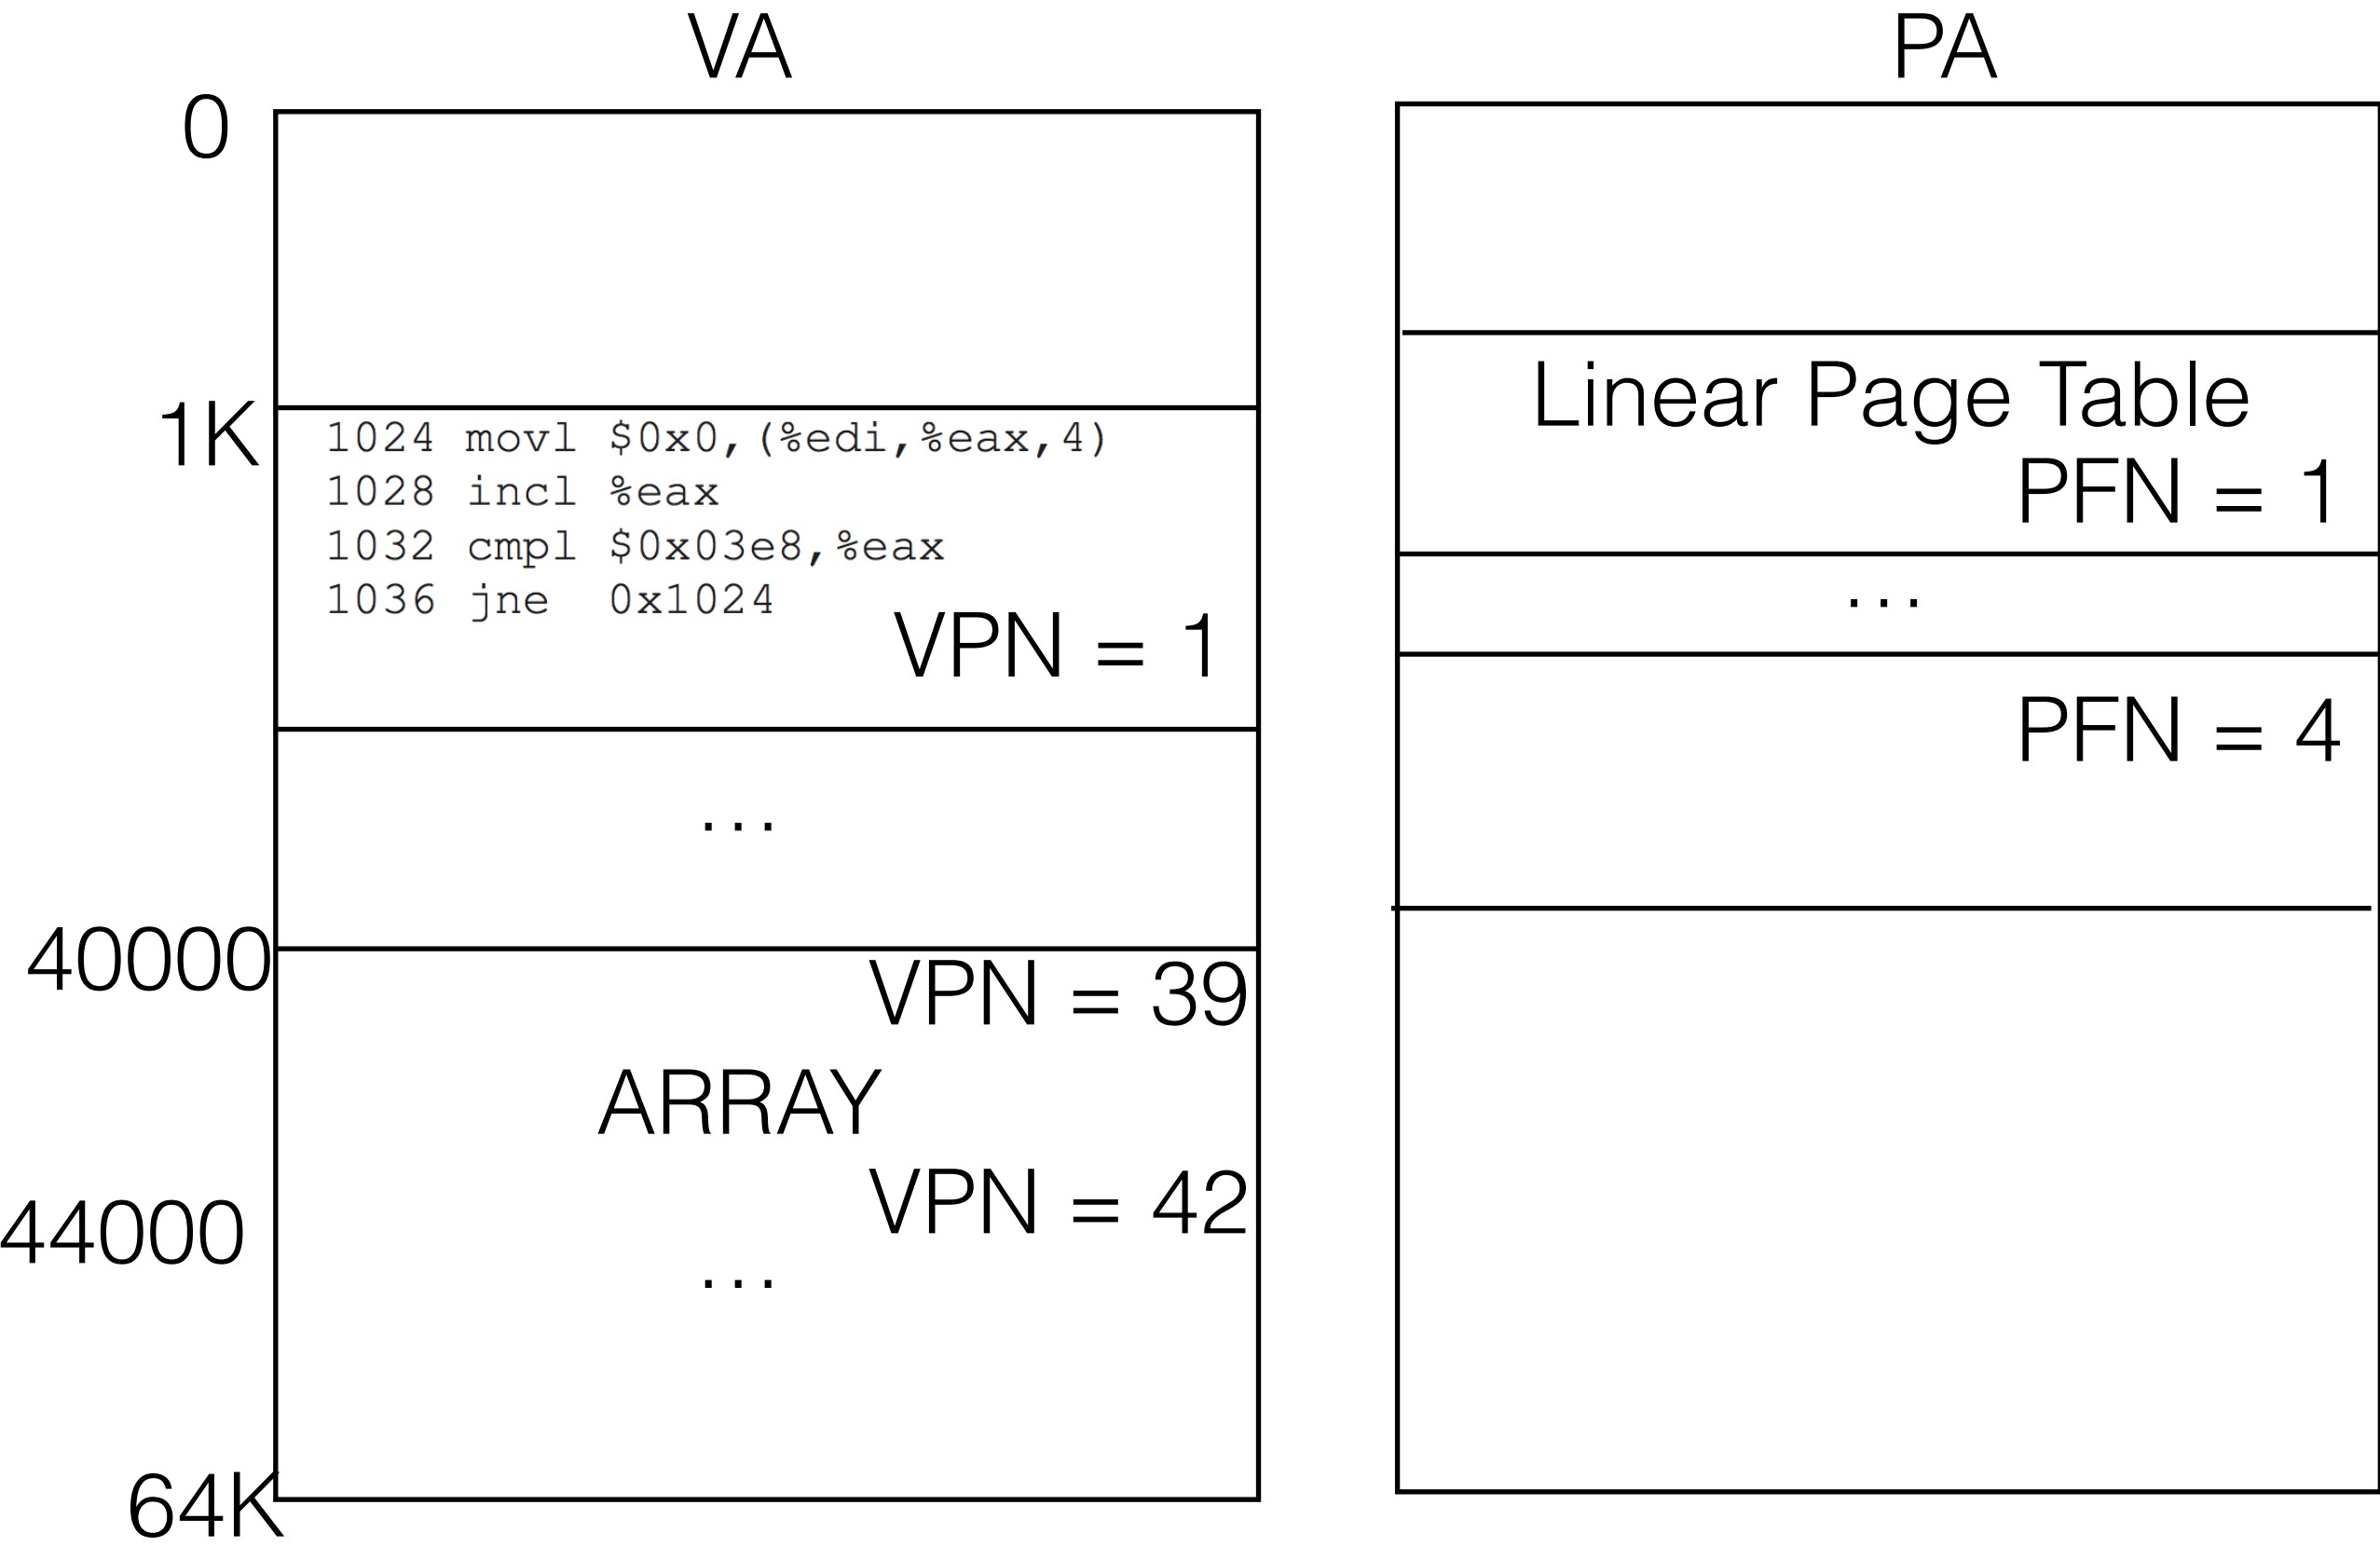 VA
0
1K
1024 movl $0x0,(%edi,%eax,4)
1028 incl %eax
1032 cmpl $0x03e8,%eax
1036 jne 0x1024
VPN = 1
...
40000
VPN = 39
ARRAY
VPN = 42
44000
...
64K
PA
Linear Page Table
PFN = 1
...
PFN = 4